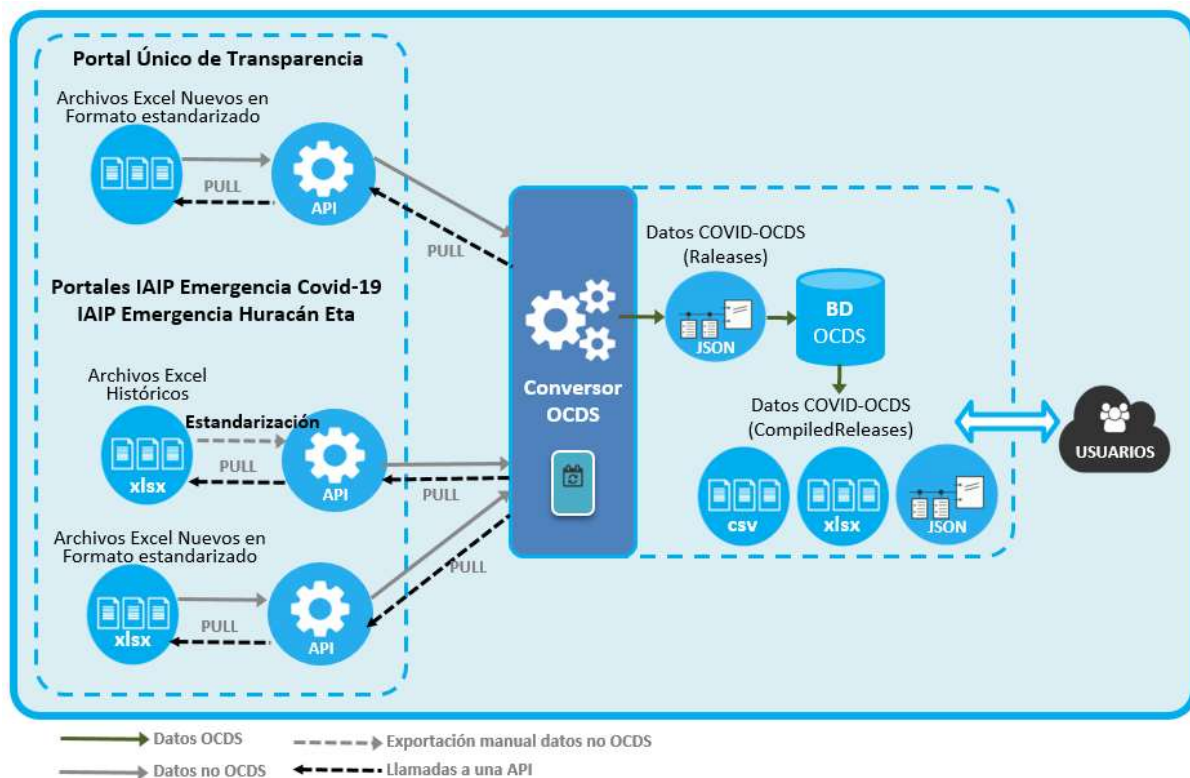 Portal Único de Transparencia
Archivos Excel Nuevos en
Formato estandarizado
PULL
API
PULL
Portales IAIP Emergencia Covid-19
IAIP Emergencia Huracán Eta
Archivos Excel
Históricos
Estandarización
PULL
xlsx
API
PULL
Archivos Excel Nuevos en
Formato estandarizado
PULL
xlsx
API
PULL
Conversor
OCDS
Datos COVID-OCDS
(Raleases)
JSON
BD
OCDS
Datos COVID-OCDS
(CompiledReleases)
csv
xlsx
JSON
USUARIOS
Datos OCDS
Exportación manual datos no OCDS
Datos no OCDS
Llamadas a una API